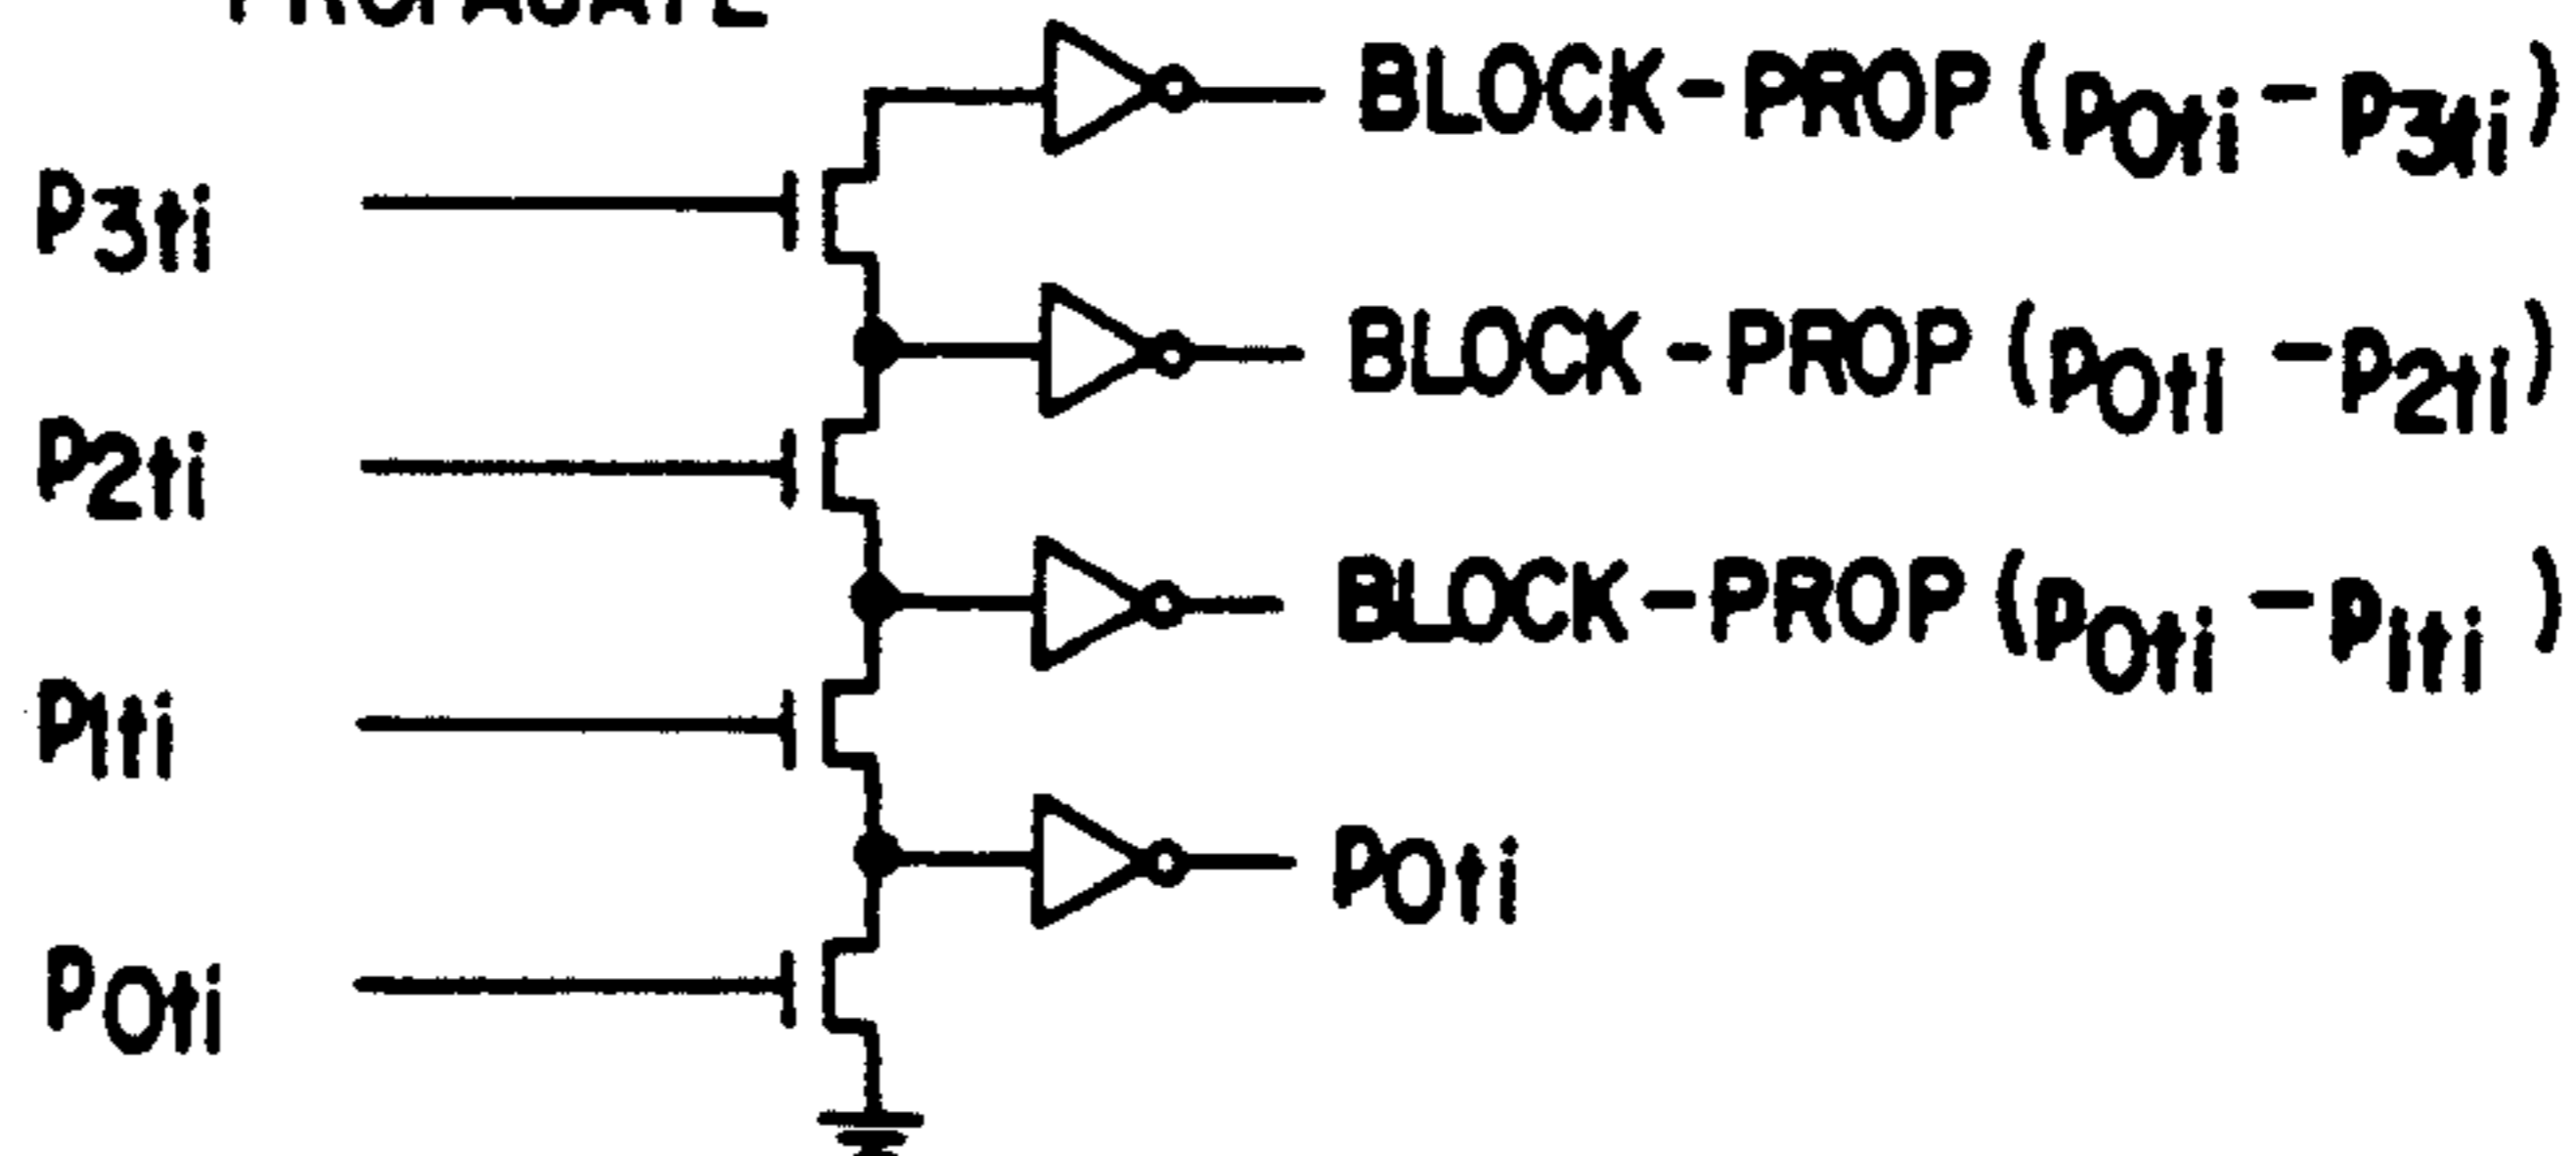 PROPAGATE
BLOCK-PROP (p0ti - p3ti)
p3ti
BLOCK-PROP (p0ti - p2ti)
p2ti
BLOCK-PROP (p0ti - p1ti)
p1ti
p0ti
p0ti